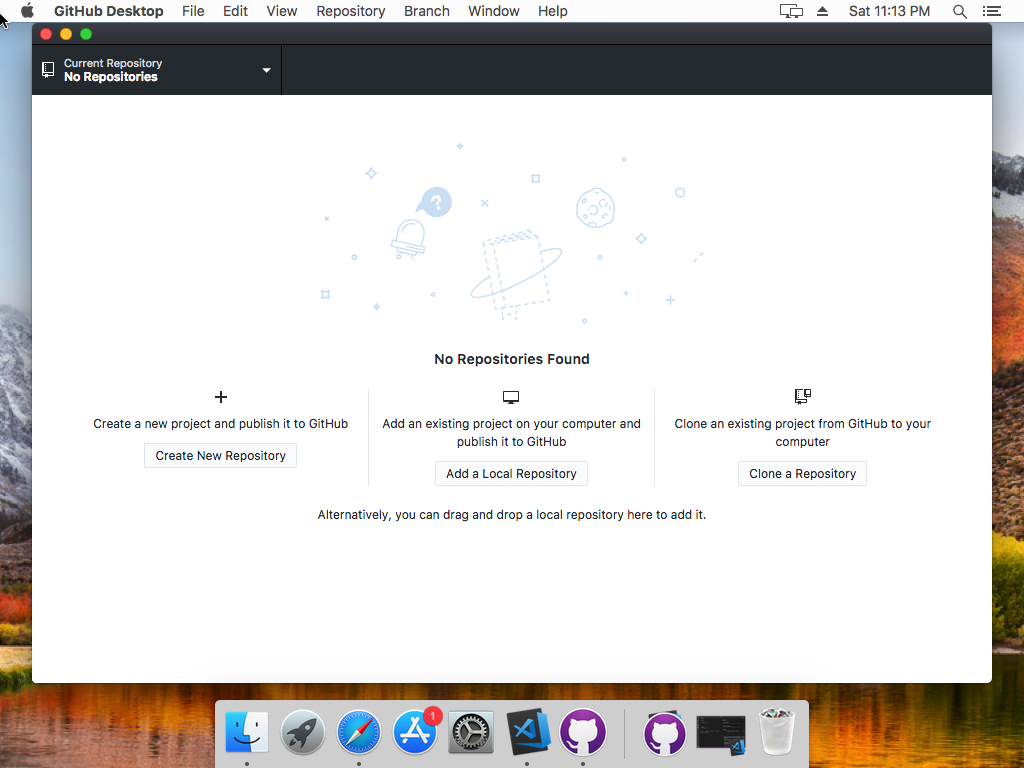 GitHub Desktop File Edit View Repository Branch Window Help Sat 11:13 PM
Current Repository
No Repositories
?
No Repositories Found
Create a new project and publish it to GitHub
Create New Repository
Add an existing project on your computer and
publish it to GitHub
Add a Local Repository
Clone an existing project from GitHub to your
computer
Clone a Repository
Alternatively, you can drag and drop a local repository here to add it.
1